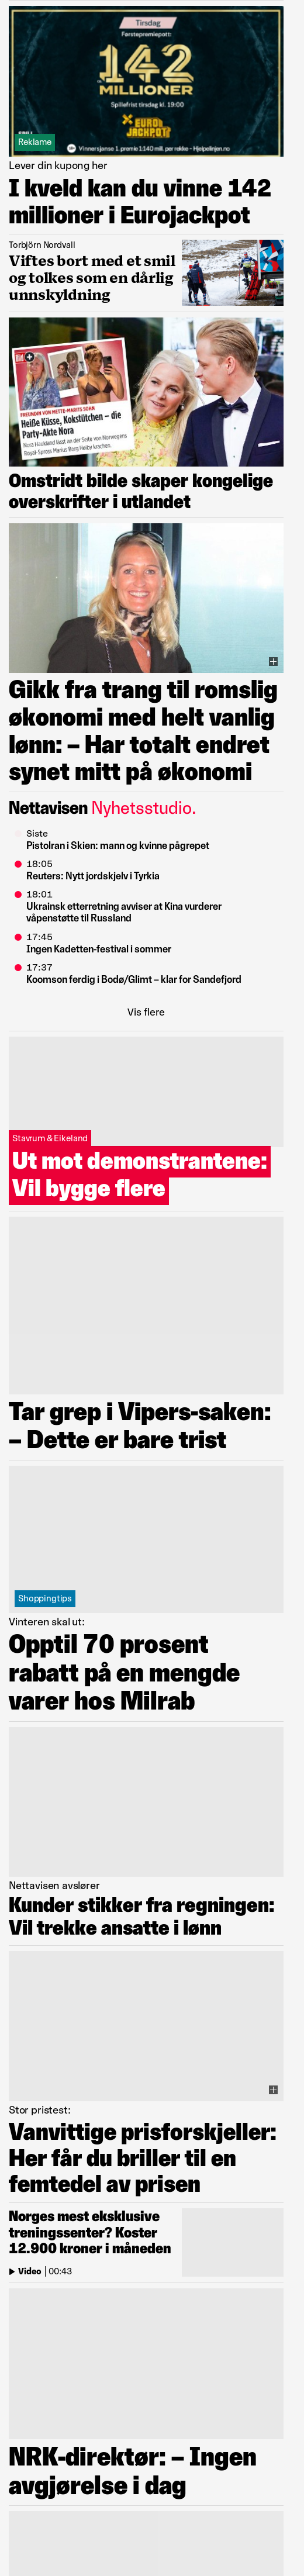 Tirsdag
Førstepremiepott:
142
MILLIONER
Spillefrist tirsdag kl. 19:00
EURO
JACKPOT
Reklame
Vinnersjanse 1. premie 1:140 mill. per rekke - Hjelpelinjen.no
Lever din kupong her
I kveld kan du vinne 142
millioner i Eurojackpot
Torbjörn Nordvall
Viftes bort med et smil
og tolkes som en dårlig
unnskyldning
Bild
FREUNDIN VON METTE-MARITS SOHN
Heiße Küsse, Kokstütchen – die
Party-Akte Nora
Nora Haukland liegt an der Seite von Norwegens
Royal-Spross Marius Borg Høiby
Omstridt bilde skaper kongelige
overskrifter i utlandet
Gikk fra trang til romslig
økonomi med helt vanlig
lønn: – Har totalt endret
synet mitt på økonomi
Nettavisen Nyhetsstudio.
Siste
Pistolran i Skien: mann og kvinne pågrepet
18:05
Reuters: Nytt jordskjelv i Tyrkia
18:01
Ukrainsk etterretning avviser at Kina vurderer
våpenstøtte til Russland
17:45
Ingen Kadetten-festival i sommer
17:37
Koomson ferdig i Bodø/Glimt – klar for Sandefjord
Vis flere
Stavrum & Eikeland
Ut mot demonstrantene:
Vil bygge flere
Tar grep i Vipers-saken:
– Dette er bare trist
Shoppingtips
Vinteren skal ut:
Opptil 70 prosent
rabatt på en mengde
varer hos Milrab
Nettavisen avslører
Kunder stikker fra regningen:
Vil trekke ansatte i lønn
Stor pristest:
Vanvittige prisforskjeller:
Her får du briller til en
femtedel av prisen
Norges mest eksklusive
treningssenter? Koster
12.900 kroner i måneden
Video | 00:43
NRK-direktør: – Ingen
avgjørelse i dag